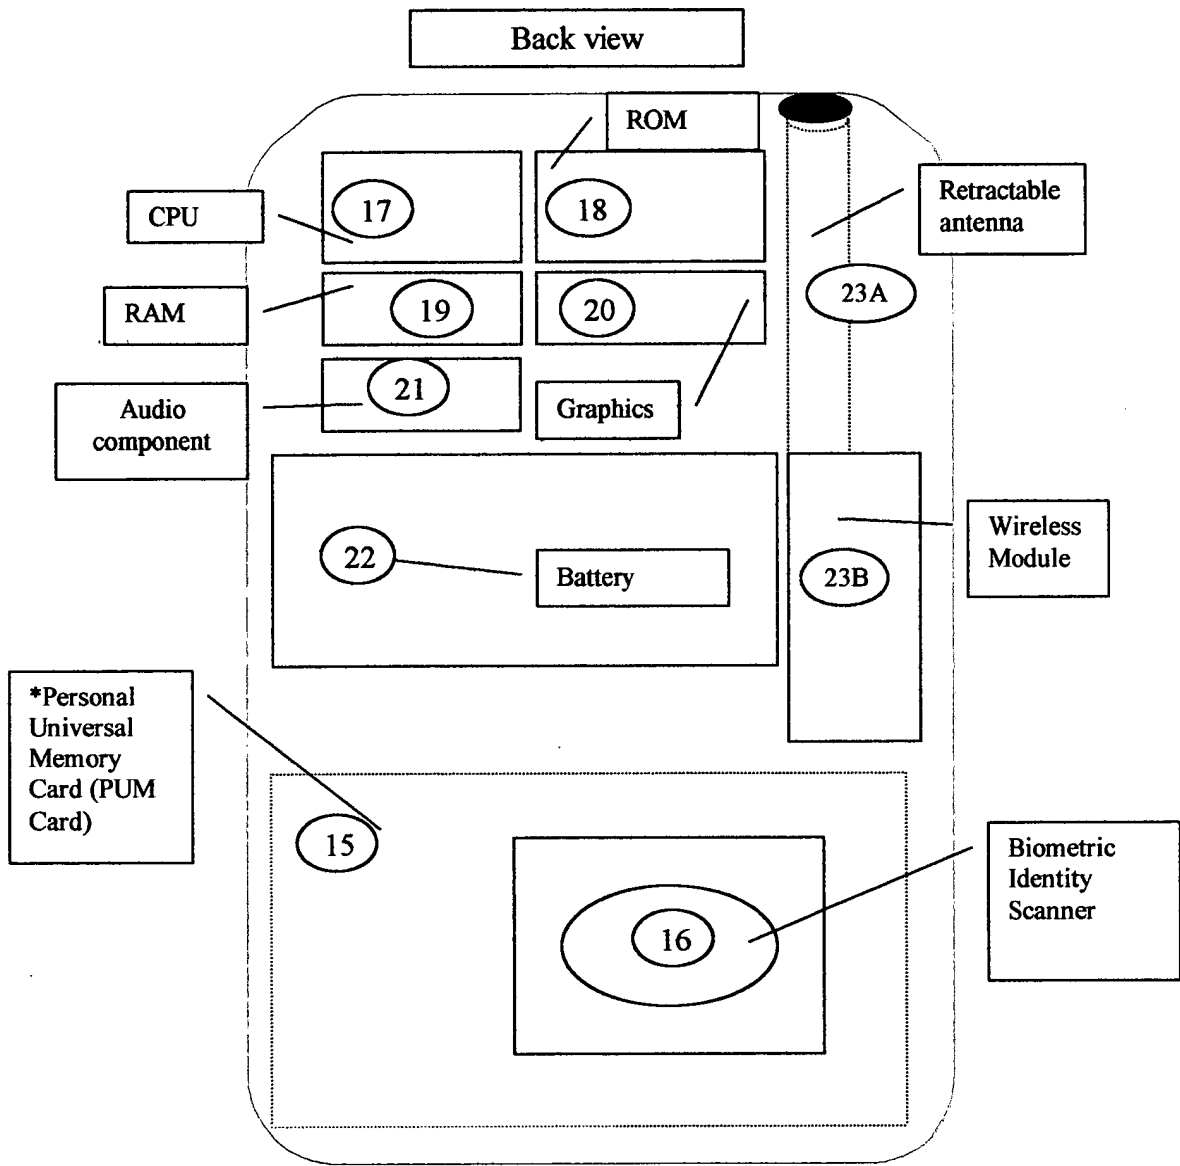 Back view
ROM
CPU
17
18
Retractable
antenna
RAM
19
20
23A
Audio
component
21
Graphics
22
Battery
Wireless
Module
23B
*Personal
Universal
Memory
Card (PUM
Card)
15
16
Biometric
Identity
Scanner